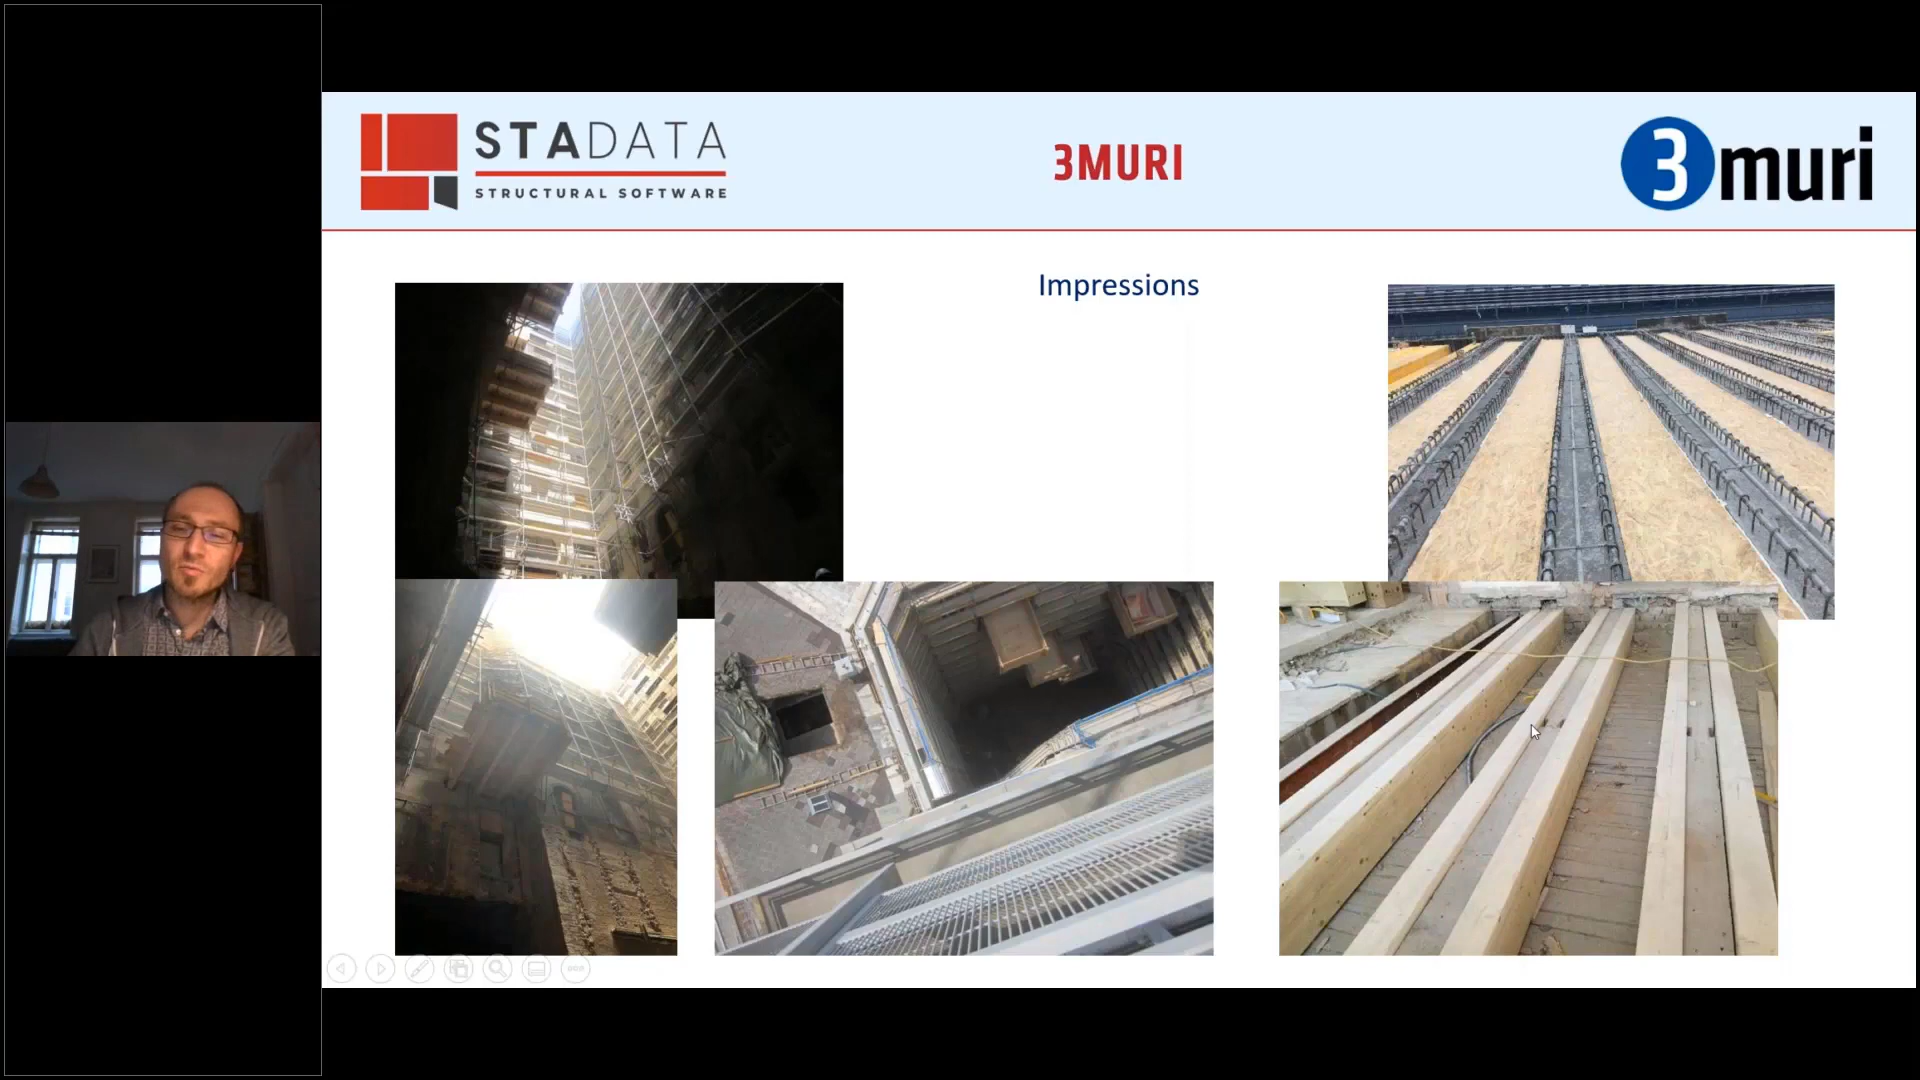 STADATA
STRUCTURAL SOFTWARE
3MURI
3muri
Impressions